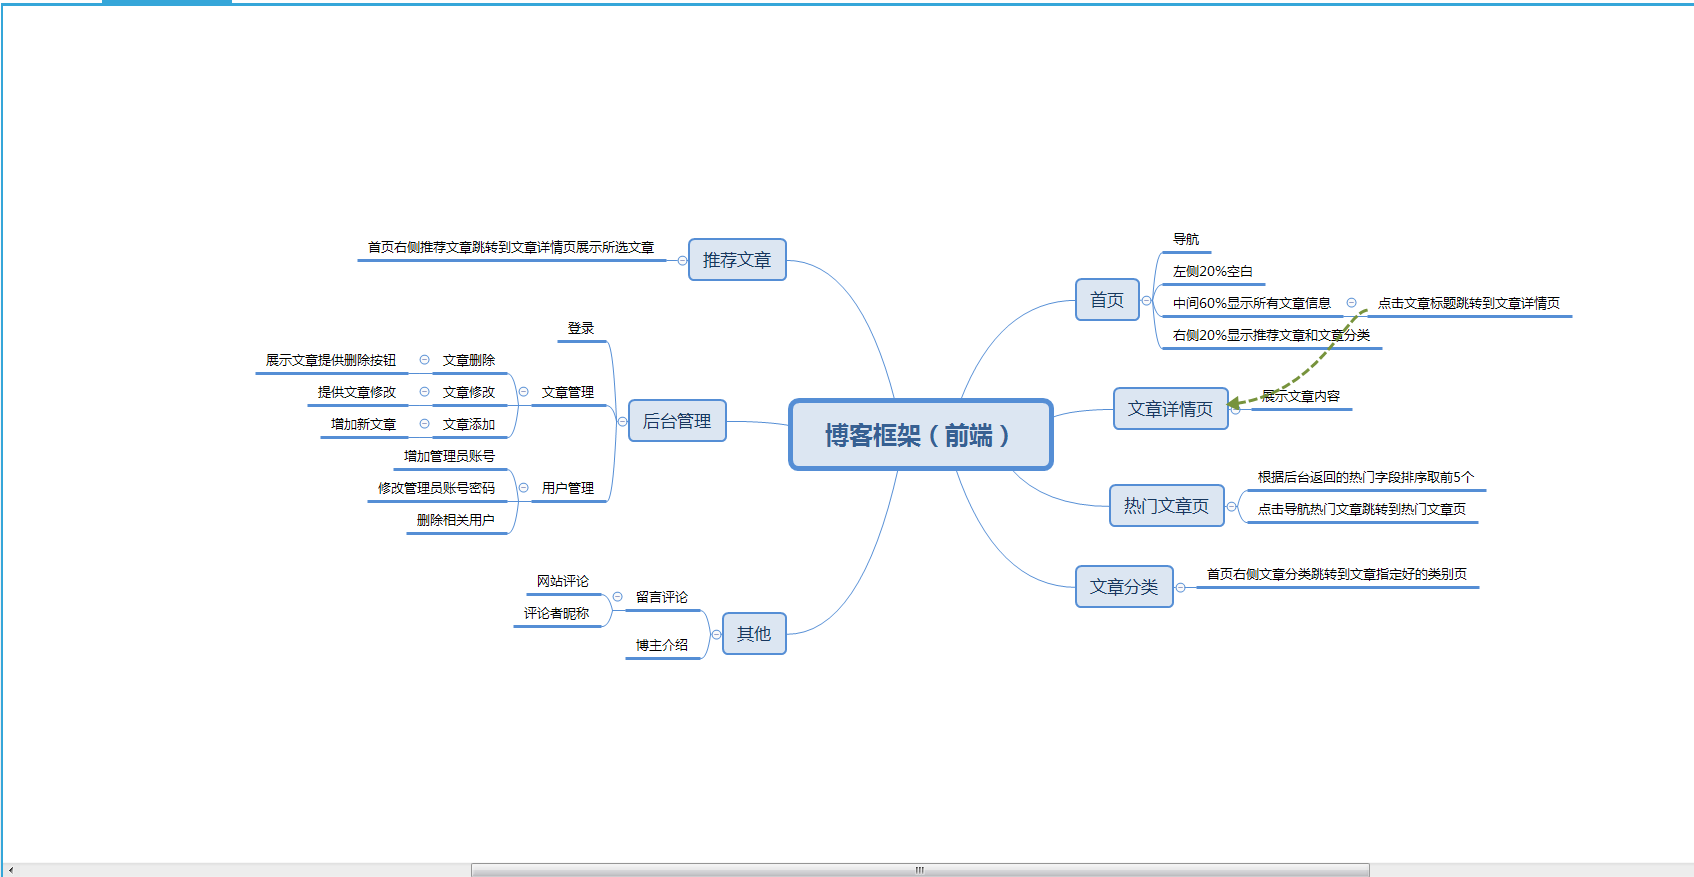 博客框架（前端）
首页
导航
左侧20%空白
中间60%显示所有文章信息
点击文章标题跳转到文章详情页
右侧20%显示推荐文章和文章分类
文章详情页
展示文章内容
热门文章页
根据后台返回的热门字段排序取前5个
点击导航热门文章跳转到热门文章页
文章分类
首页右侧文章分类跳转到文章指定好的类别页
推荐文章
首页右侧推荐文章跳转到文章详情页展示所选文章
后台管理
登录
文章管理
文章删除
展示文章提供删除按钮
文章修改
提供文章修改
文章添加
增加新文章
用户管理
增加管理员账号
修改管理员账号密码
删除相关用户
其他
留言评论
网站评论
评论者昵称
博主介绍